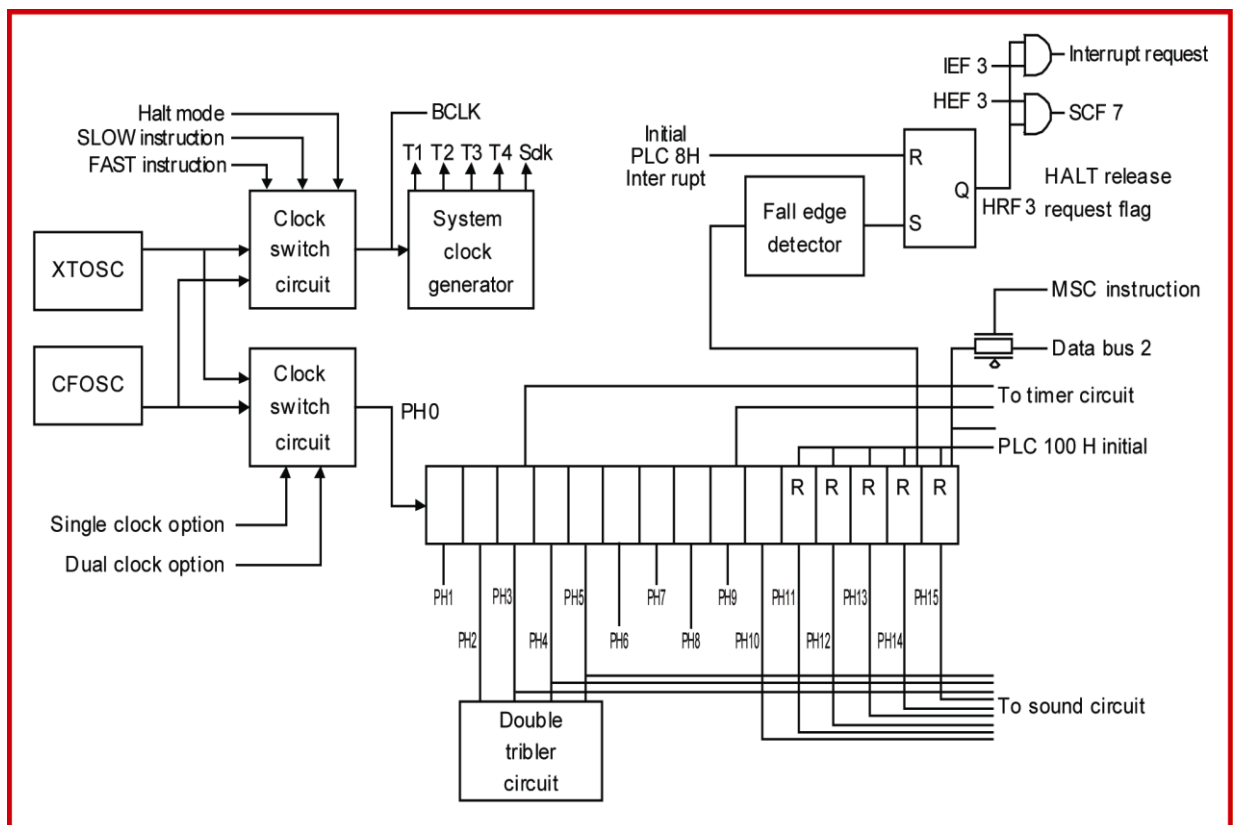 Halt mode
SLOW instruction
FAST instruction
BCLK
T1 T2 T3 T4 Sdk
XTOSC
Clock
switch
circuit
System
clock
generator
CFOSC
Clock
switch
circuit
PH0
Single clock option
Dual clock option
IEF 3
Interrupt request
HEF 3
SCF 7
Initial
PLC 8H
Inter rupt
R
Q
S
HRF 3
HALT release
request flag
Fall edge
detector
MSC instruction
Data bus 2
To timer circuit
PLC 100 H initial
R R R R R
PH1 PH3 PH5 PH7 PH9 PH11 PH13 PH15
PH2 PH4 PH6 PH8 PH10 PH12 PH14
To sound circuit
Double
tribler
circuit